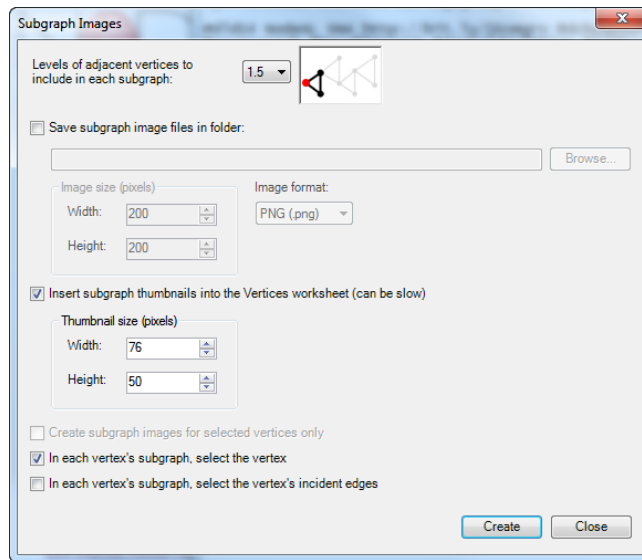 Subgraph Images
Levels of adjacent vertices to
include in each subgraph:
1.5
Save subgraph image files in folder:
Browse...
Image size (pixels)
Image format:
Width:
200
PNG (.png)
Height:
200
Insert subgraph thumbnails into the Vertices worksheet (can be slow)
Thumbnail size (pixels)
Width:
76
Height:
50
Create subgraph images for selected vertices only
In each vertex's subgraph, select the vertex
In each vertex's subgraph, select the vertex's incident edges
Create
Close